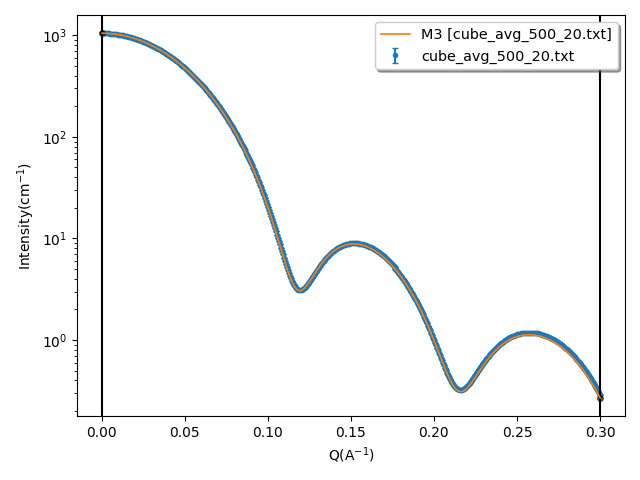 M3 [cube_avg_500_20.txt]
cube_avg_500_20.txt
Intensity(cm⁻¹)
10³
10²
10¹
10⁰
0.00 0.05 0.10 0.15 0.20 0.25 0.30
Q(A⁻¹)